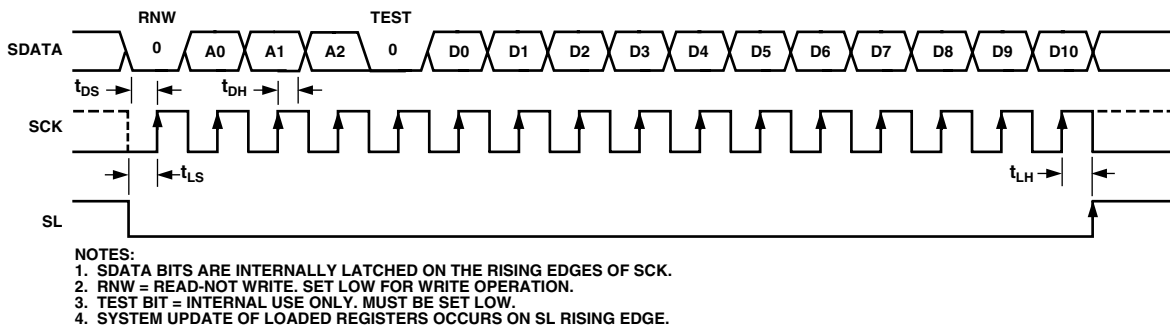 RNW TEST
SDATA 0 A0 A1 A2 0 D0 D1 D2 D3 D4 D5 D6 D7 D8 D9 D10
tDS tDH
SCK
tLS tLH
SL
NOTES:
1. SDATA BITS ARE INTERNALLY LATCHED ON THE RISING EDGES OF SCK.
2. RNW = READ-NOT WRITE. SET LOW FOR WRITE OPERATION.
3. TEST BIT = INTERNAL USE ONLY. MUST BE SET LOW.
4. SYSTEM UPDATE OF LOADED REGISTERS OCCURS ON SL RISING EDGE.